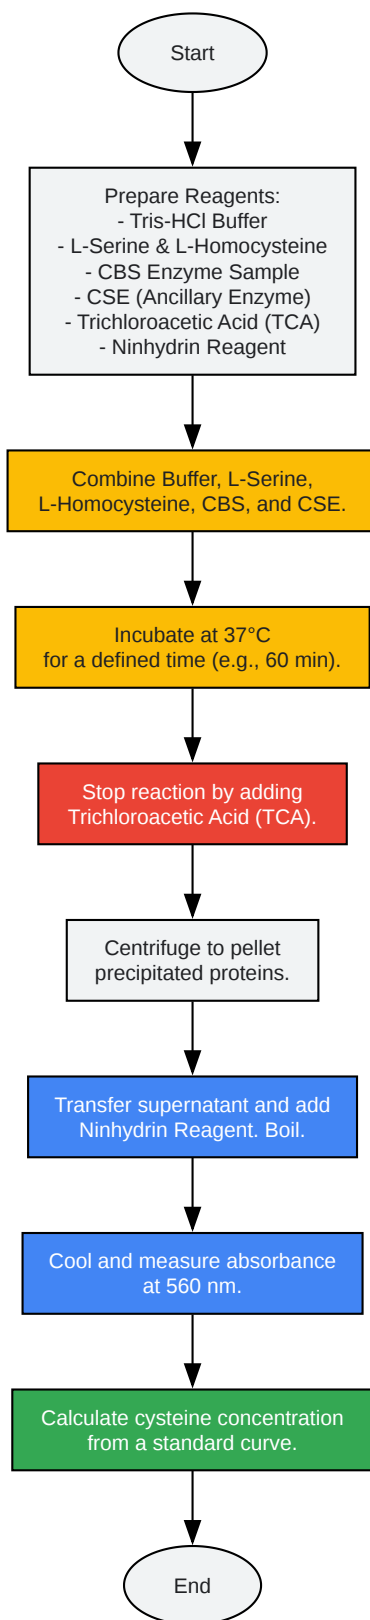 Start
Prepare Reagents:
- Tris-HCl Buffer
- L-Serine & L-Homocysteine
- CBS Enzyme Sample
- CSE (Ancillary Enzyme)
- Trichloroacetic Acid (TCA)
- Ninhydrin Reagent
Combine Buffer, L-Serine,
L-Homocysteine, CBS, and CSE.
Incubate at 37°C
for a defined time (e.g., 60 min).
Stop reaction by adding
Trichloroacetic Acid (TCA).
Centrifuge to pellet
precipitated proteins.
Transfer supernatant and add
Ninhydrin Reagent. Boil.
Cool and measure absorbance
at 560 nm.
Calculate cysteine concentration
from a standard curve.
End